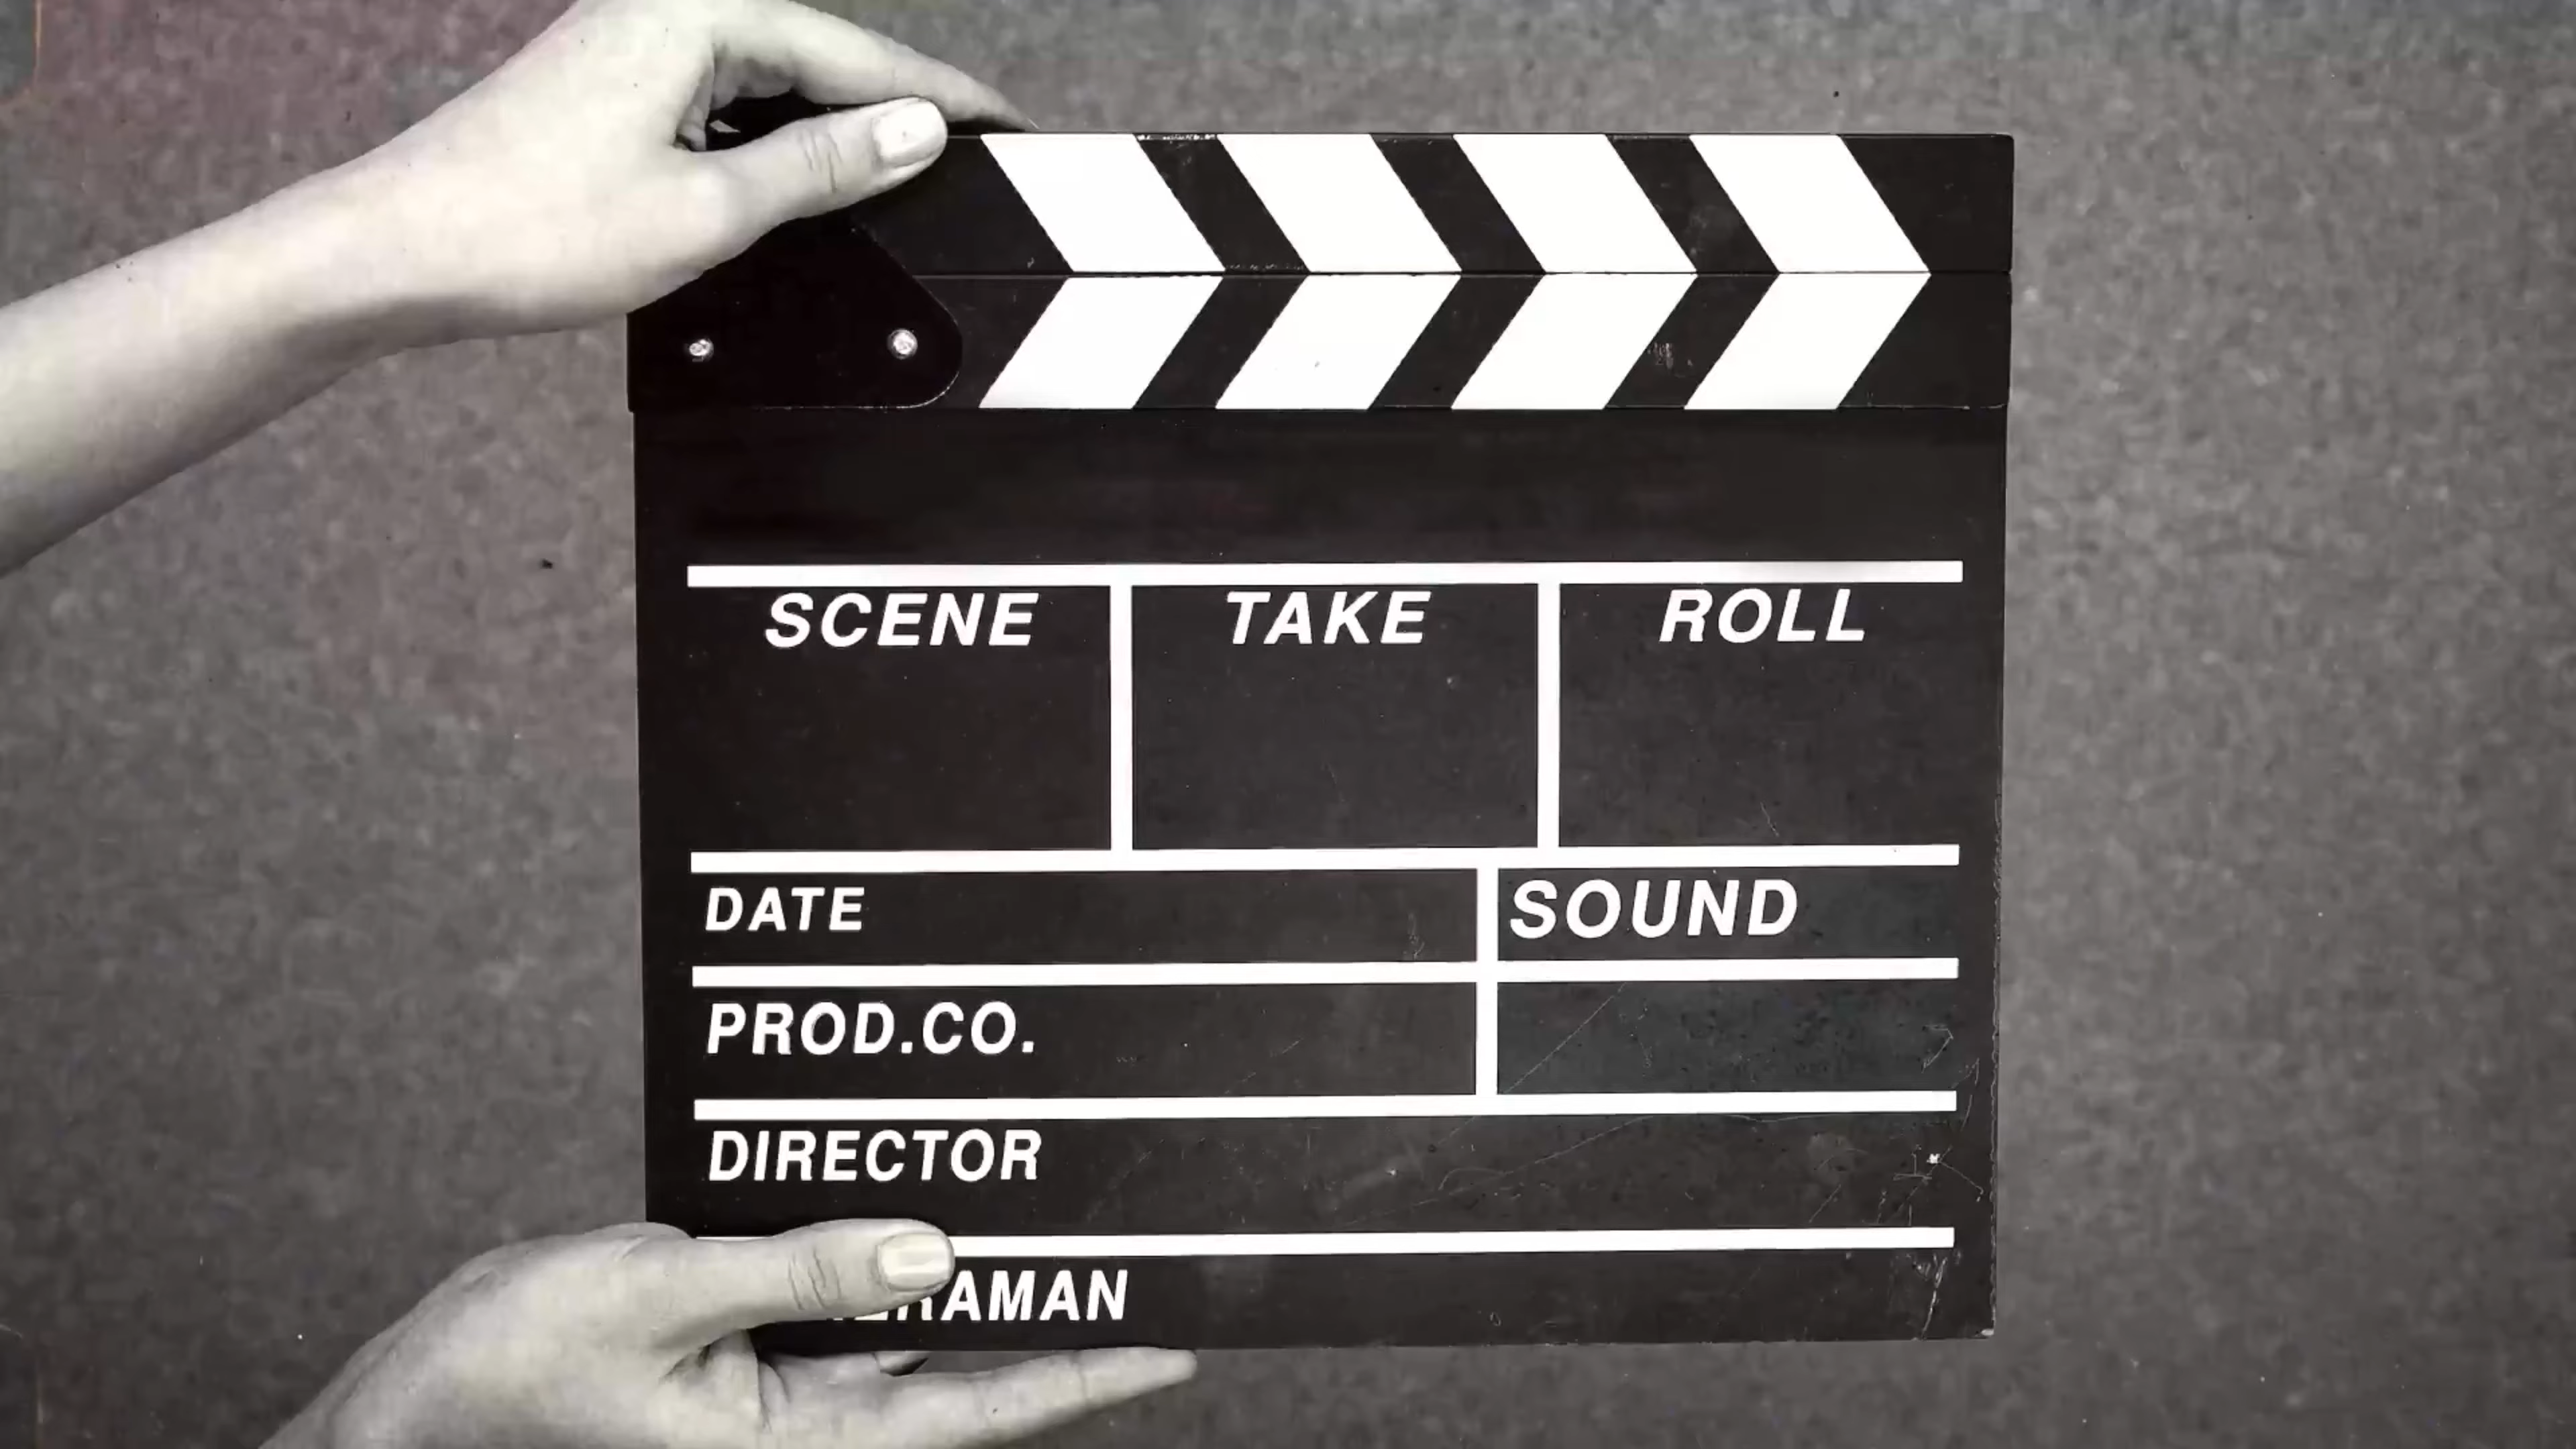 SCENE TAKE ROLL
DATE SOUND
PROD.CO.
DIRECTOR